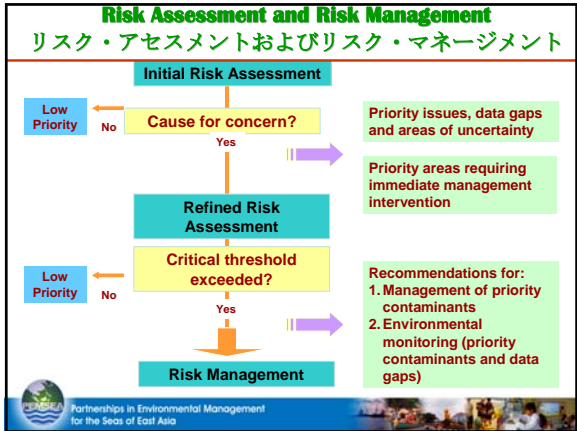 Risk Assessment and Risk Management
リスク・アセスメントおよびリスク・マネージメント
Initial Risk Assessment
Low
Priority
No
Cause for concern?
Yes
Priority issues, data gaps
and areas of uncertainty
Priority areas requiring
immediate management
intervention
Refined Risk
Assessment
Critical threshold
exceeded?
Low
Priority
No
Yes
Recommendations for:
1. Management of priority
contaminants
2. Environmental
monitoring (priority
contaminants and data
gaps)
Risk Management
PEMSEA
Partnerships in Environmental Management
for the Seas of East Asia